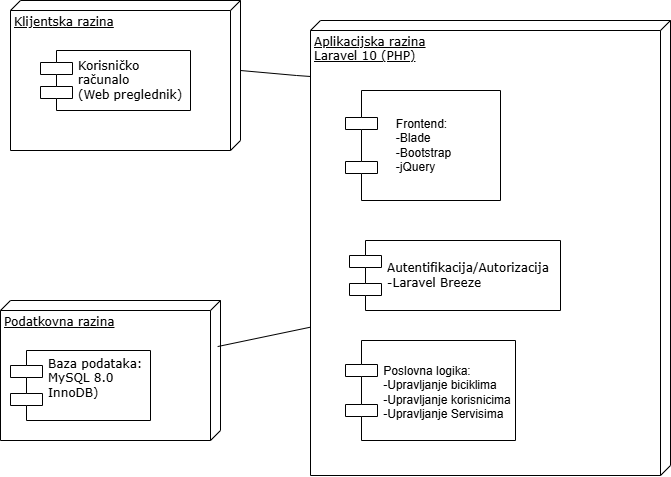 Klijentska razina
Korisničko
računalo
(Web preglednik)
Aplikacijska razina
Laravel 10 (PHP)
Frontend:
-Blade
-Bootstrap
-jQuery
Autentifikacija/Autorizacija
-Laravel Breeze
Poslovna logika:
-Upravljanje biciklima
-Upravljanje korisnicima
-Upravljanje Servisima
Podatkovna razina
Baza podataka:
MySQL 8.0
InnoDB)